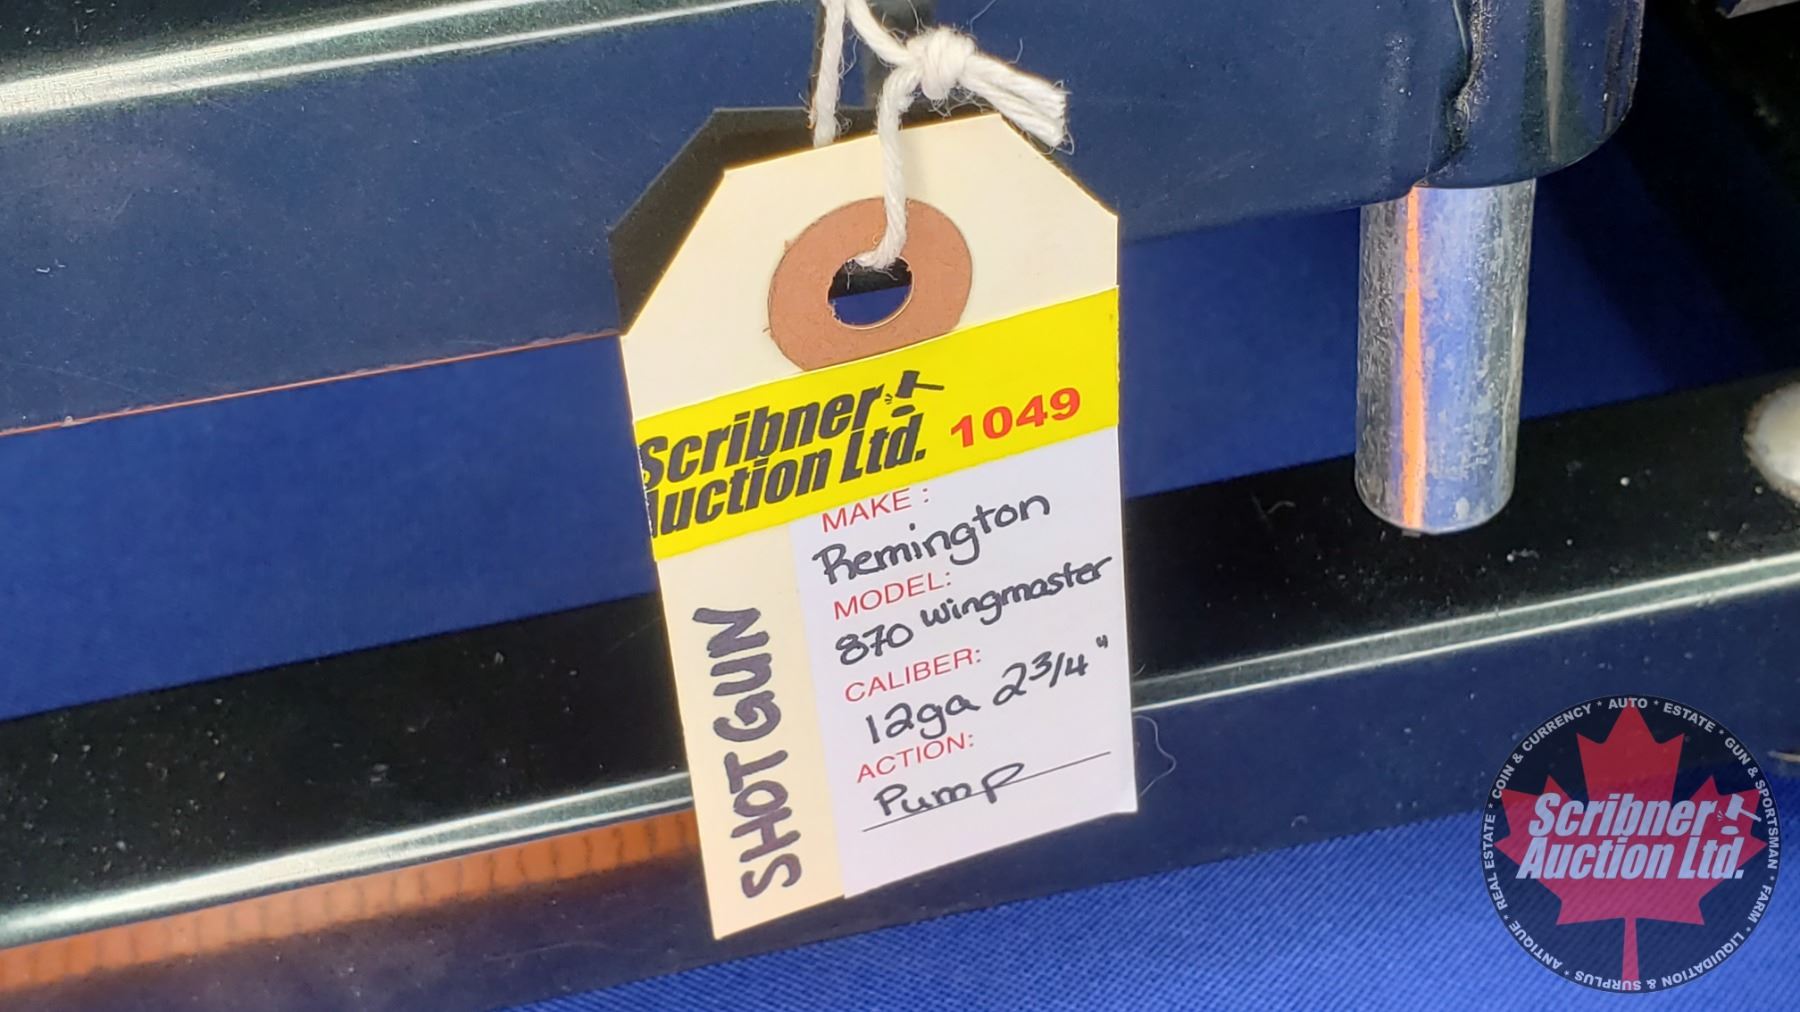 Scribner
Auction Ltd. 1049
MAKE:
Remington
MODEL:
870 wingmaster
CALIBER:
12ga 2 3/4"
ACTION:
Pump
SHOTGUN
Scribner
Auction Ltd.
REAL ESTATE * COIN & CURRENCY * AUTO * ESTATE * GUN & SPORTSMAN * FARM * LIQUIDATION & SURPLUS * ANTIQUE *